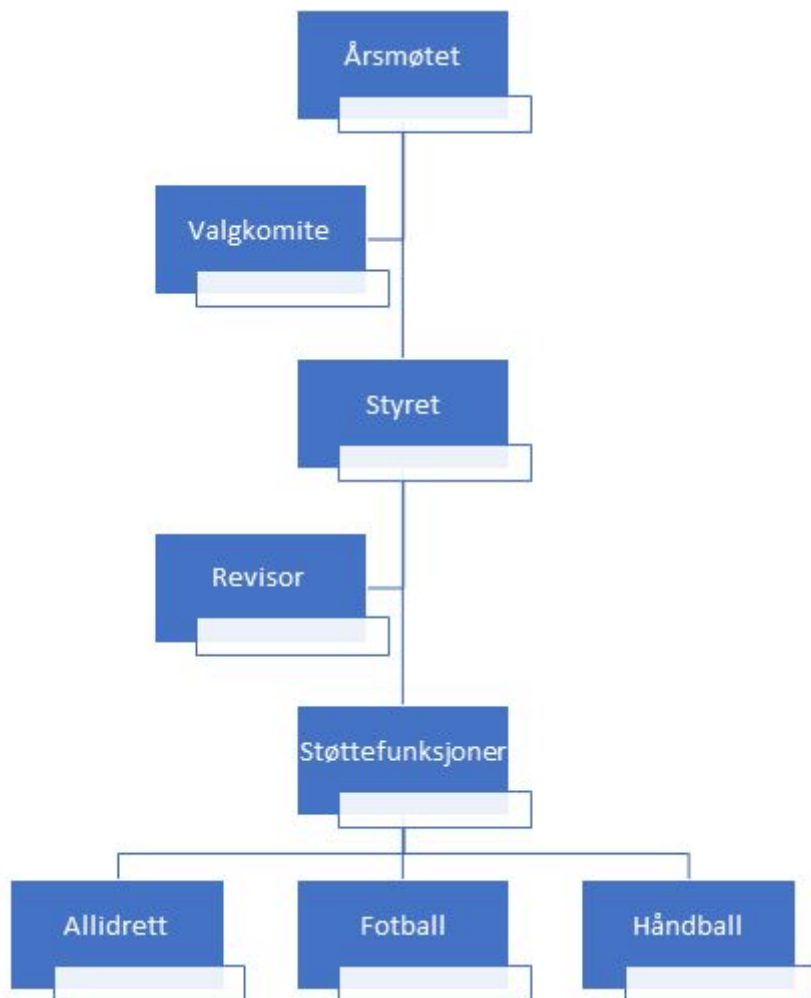 Årsmøtet
Valgkomite
Styret
Revisor
Støttefunksjoner
Allidrett
Fotball
Håndball